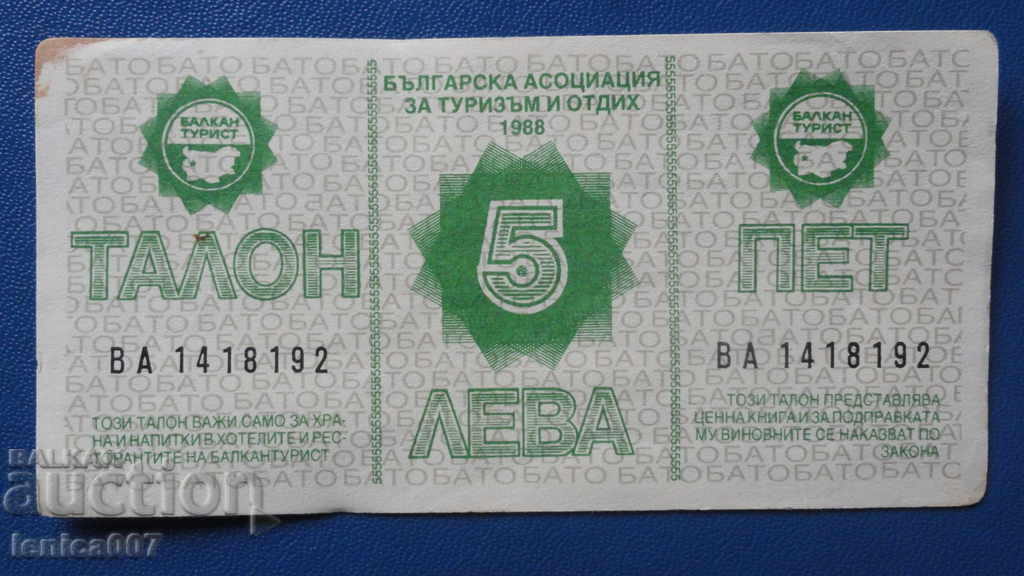 БЪЛГАРСКА АСОЦИАЦИЯ
ЗА ТУРИЗЪМ И ОТДИХ
1988
БАЛКАН
ТУРИСТ
БАЛКАН
ТУРИСТ
ТАЛОН
5
ПЕТ
ЛЕВА
ВА 1418192
ВА 1418192
ТОЗИ ТАЛОН ВАЖИ САМО ЗА ХРА-
НА И НАПИТКИ В ХОТЕЛИТЕ И РЕС-
ТОРАНТИТЕ НА БАЛКАНТУРИСТ
ТОЗИ ТАЛОН ПРЕДСТАВЛЯВА
ЦЕННА КНИГА И ЗА ПОДПРАВКАТА
МУ ВИНОВНИТЕ СЕ НАКАЗВАТ ПО
ЗАКОНА
BALKAN
auction
lenica007